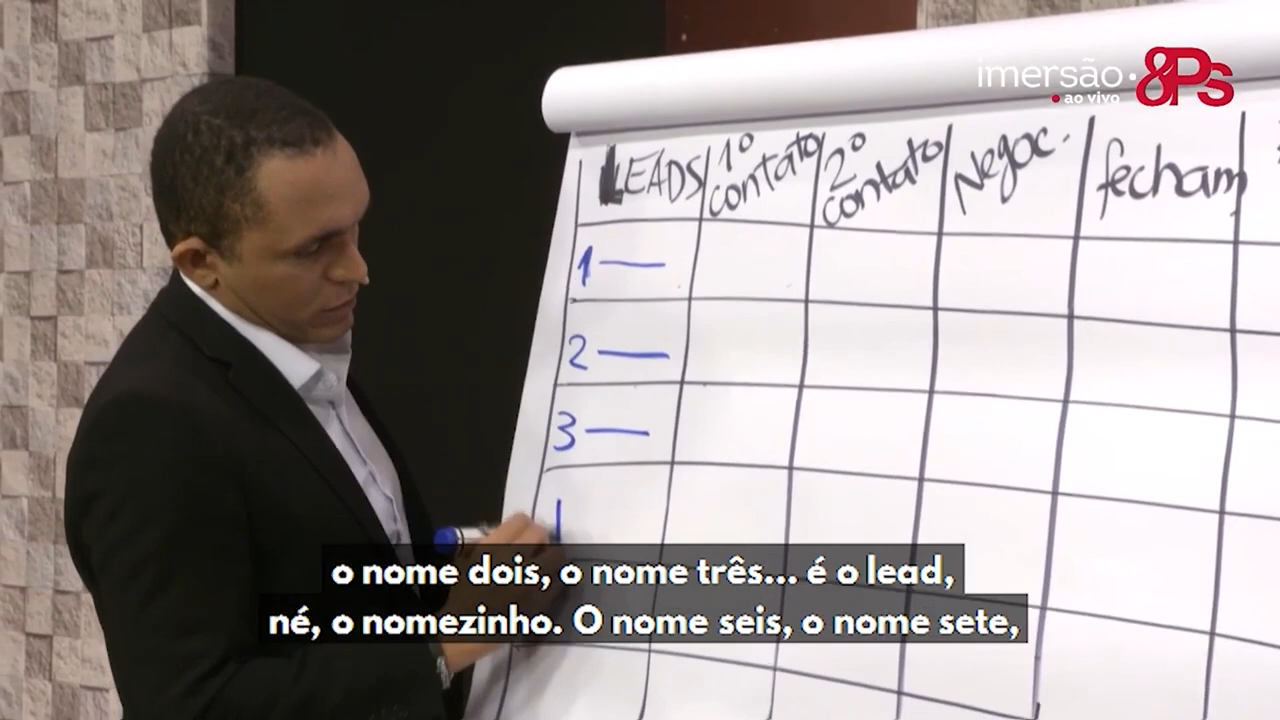 imersão
ao vivo
8Ps
LEADS
1º contato
2º contato
Negoc.
fecham
1
2
3
o nome dois, o nome três... é o lead,
né, o nomezinho. O nome seis, o nome sete,